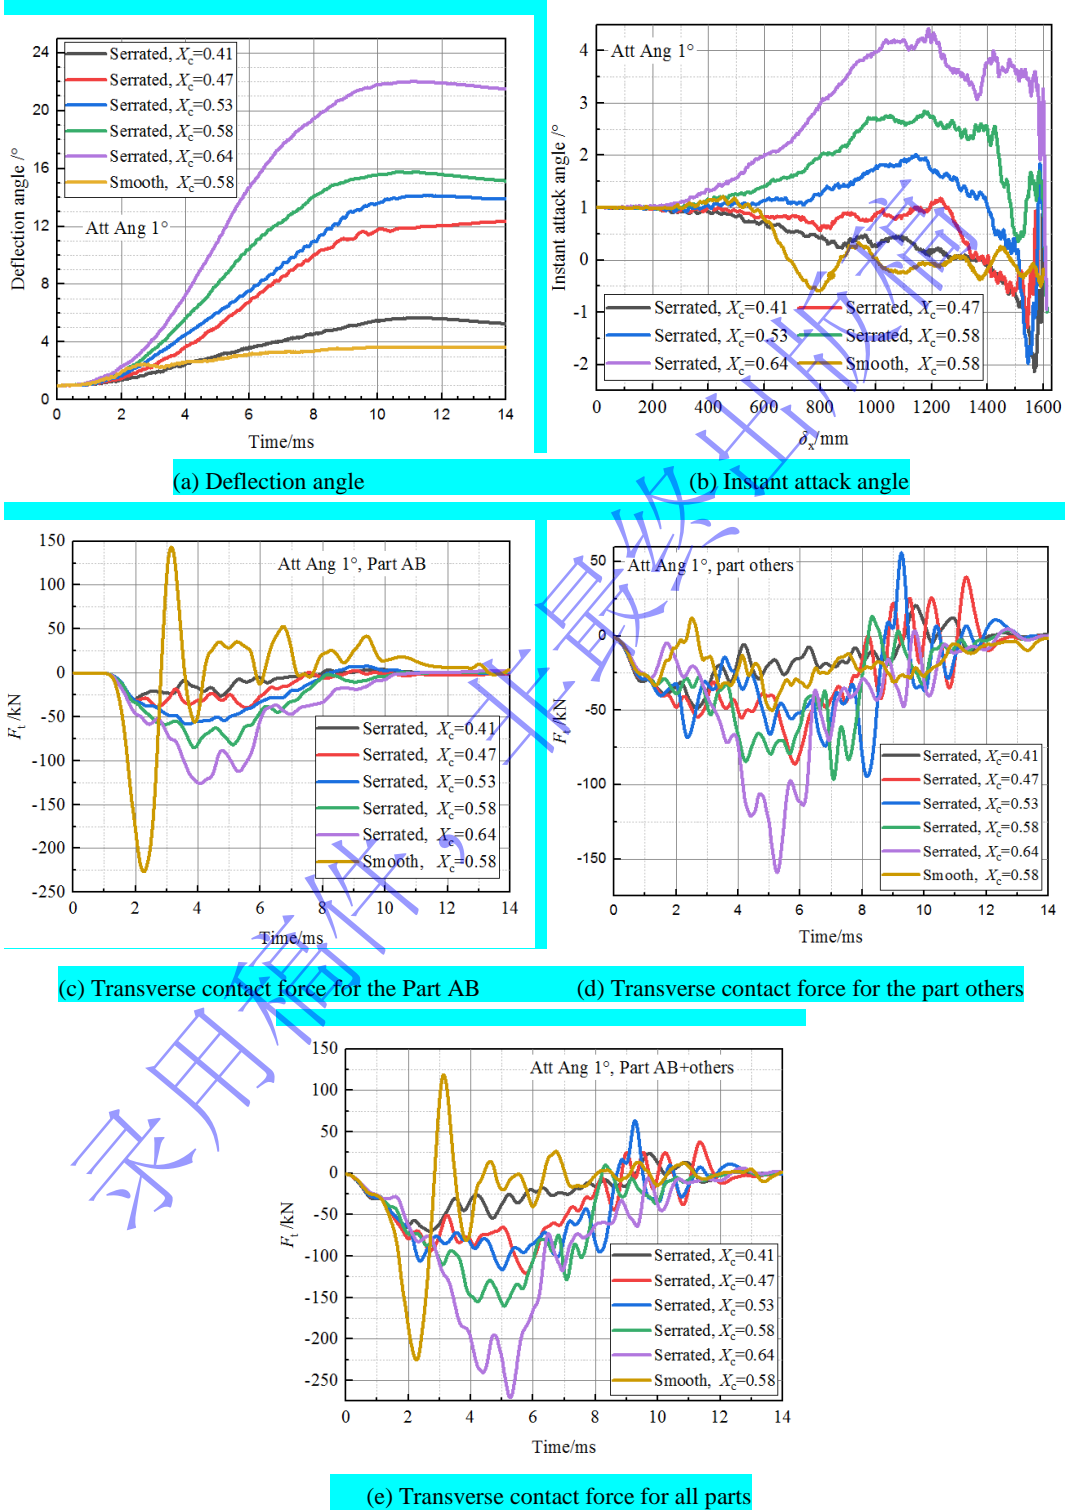 24
20
16
12
8
4
0
Deflection angle /°
Serrated, Xc=0.41
Serrated, Xc=0.47
Serrated, Xc=0.53
Serrated, Xc=0.58
Serrated, Xc=0.64
Smooth, Xc=0.58
Att Ang 1°
0 2 4 6 8 10 12 14
Time/ms
(a) Deflection angle
4
3
2
1
0
-1
-2
Instant attack angle /°
Att Ang 1°
Serrated, Xc=0.41 Serrated, Xc=0.47
Serrated, Xc=0.53 Serrated, Xc=0.58
Serrated, Xc=0.64 Smooth, Xc=0.58
0 200 400 600 800 1000 1200 1400 1600
δx/mm
(b) Instant attack angle
150
100
50
0
-50
-100
-150
-200
-250
Ft /kN
Att Ang 1°, Part AB
Serrated, Xc=0.41
Serrated, Xc=0.47
Serrated, Xc=0.53
Serrated, Xc=0.58
Serrated, Xc=0.64
Smooth, Xc=0.58
0 2 4 6 8 10 12 14
Time/ms
(c) Transverse contact force for the Part AB
50
0
-50
-100
-150
Ft /kN
Att Ang 1°, part others
Serrated, Xc=0.41
Serrated, Xc=0.47
Serrated, Xc=0.53
Serrated, Xc=0.58
Serrated, Xc=0.64
Smooth, Xc=0.58
0 2 4 6 8 10 12 14
Time/ms
(d) Transverse contact force for the part others
150
100
50
0
-50
-100
-150
-200
-250
Ft /kN
Att Ang 1°, Part AB+others
Serrated, Xc=0.41
Serrated, Xc=0.47
Serrated, Xc=0.53
Serrated, Xc=0.58
Serrated, Xc=0.64
Smooth, Xc=0.58
0 2 4 6 8 10 12 14
Time/ms
(e) Transverse contact force for all parts
录用稿件，非最终出版稿